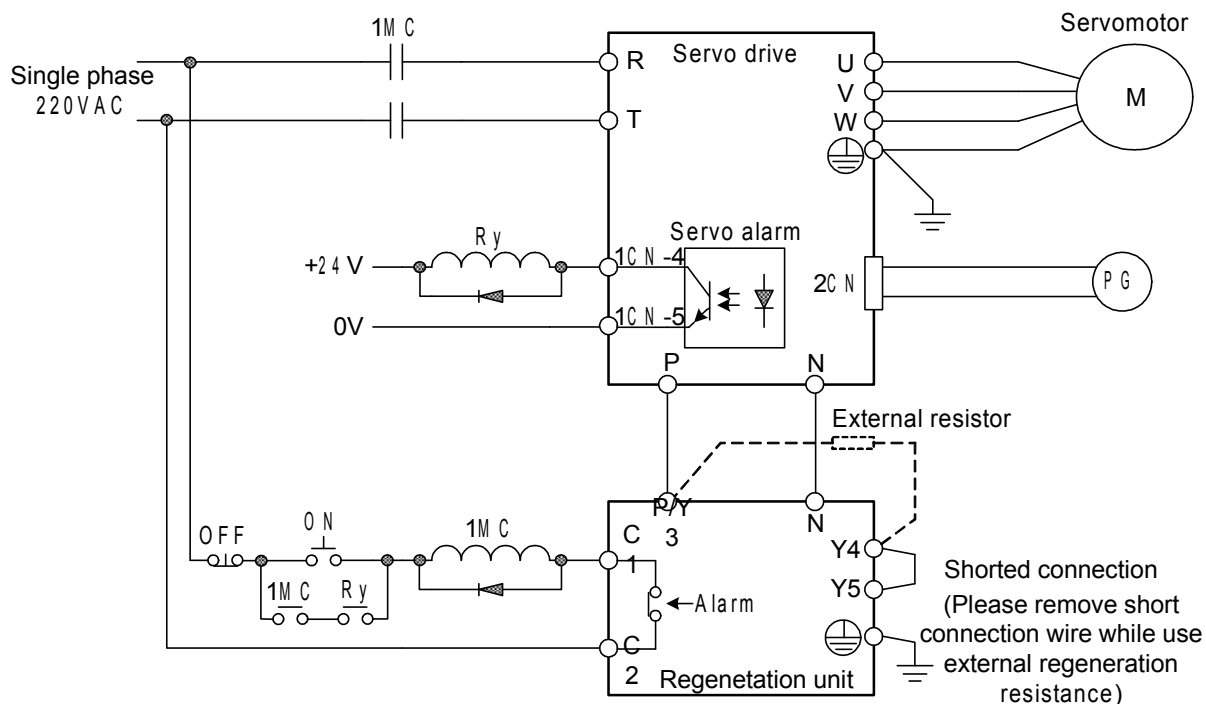 1MC
Servomotor
Single phase
220VAC
R
Servo drive
U
V
M
T
W
Servo alarm
Ry
+24V
1CN-4
2CN
PG
0V
1CN-5
P
N
External resistor
P/Y
3
N
OFF
ON
1MC
C
1
Y4
1MC
Ry
Alarm
Y5
Shorted connection
(Please remove short
connection wire while use
external regeneration
resistance)
C
2
Regenetation unit